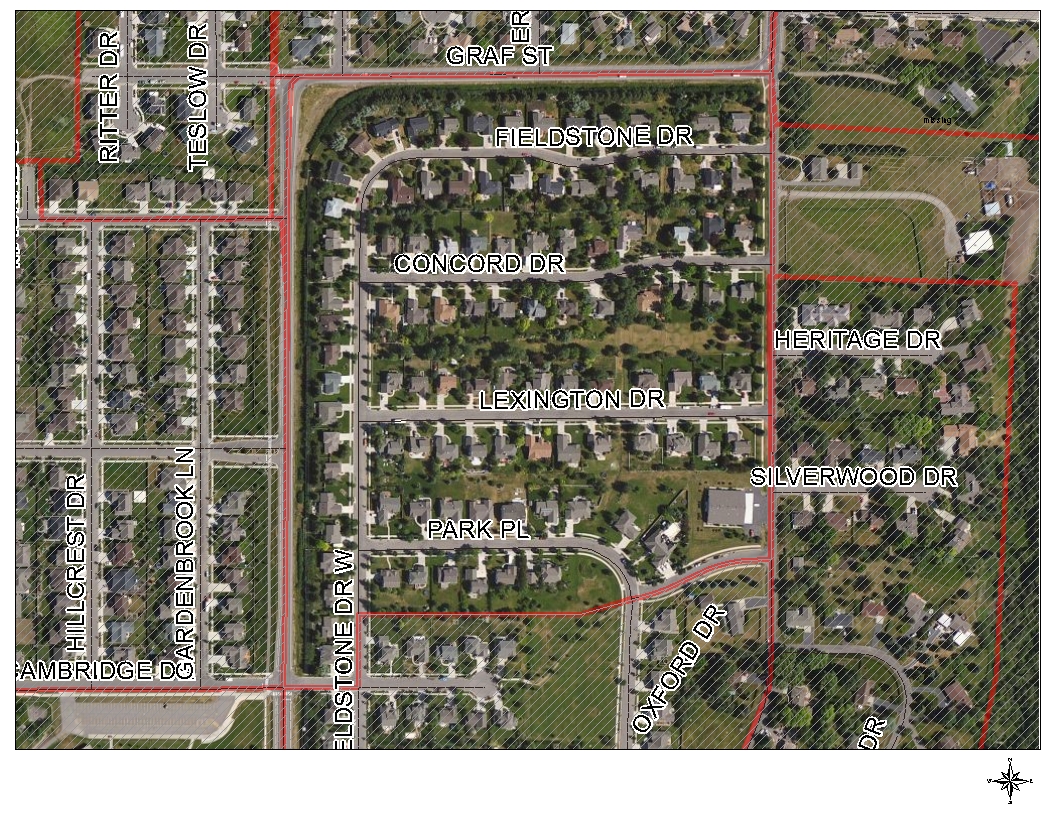 ER
GRAF ST
RITTER DR
TESLOW DR
FIELDSTONE DR
CONCORD DR
HERITAGE DR
LEXINGTON DR
SILVERWOOD DR
PARK PL
HILLCREST DR
GARDENBROOK LN
ELDSTONE DR W
OXFORD DR
CAMBRIDGE D
DR
N